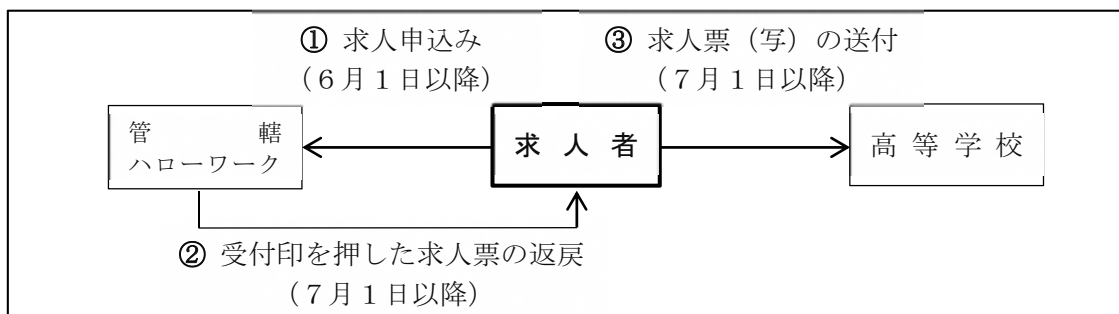 ① 求人申込み
(6月1日以降)
③ 求人票(写)の送付
(7月1日以降)
管轄
ハローワーク
求人者
高等学校
② 受付印を押した求人票の返戻
(7月1日以降)